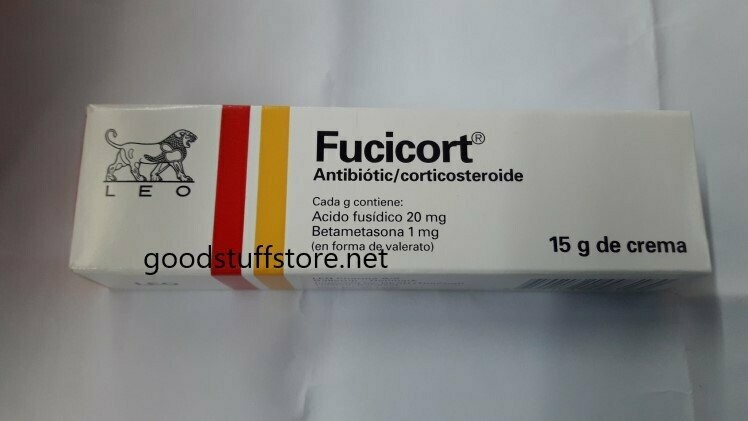 Fucicort®
Antibiótic/corticosteroide
Cada g contiene:
Acido fusídico 20 mg
Betametasona 1 mg
(en forma de valerato)
15 g de crema
LEO
goodstuffstore.net
LEO